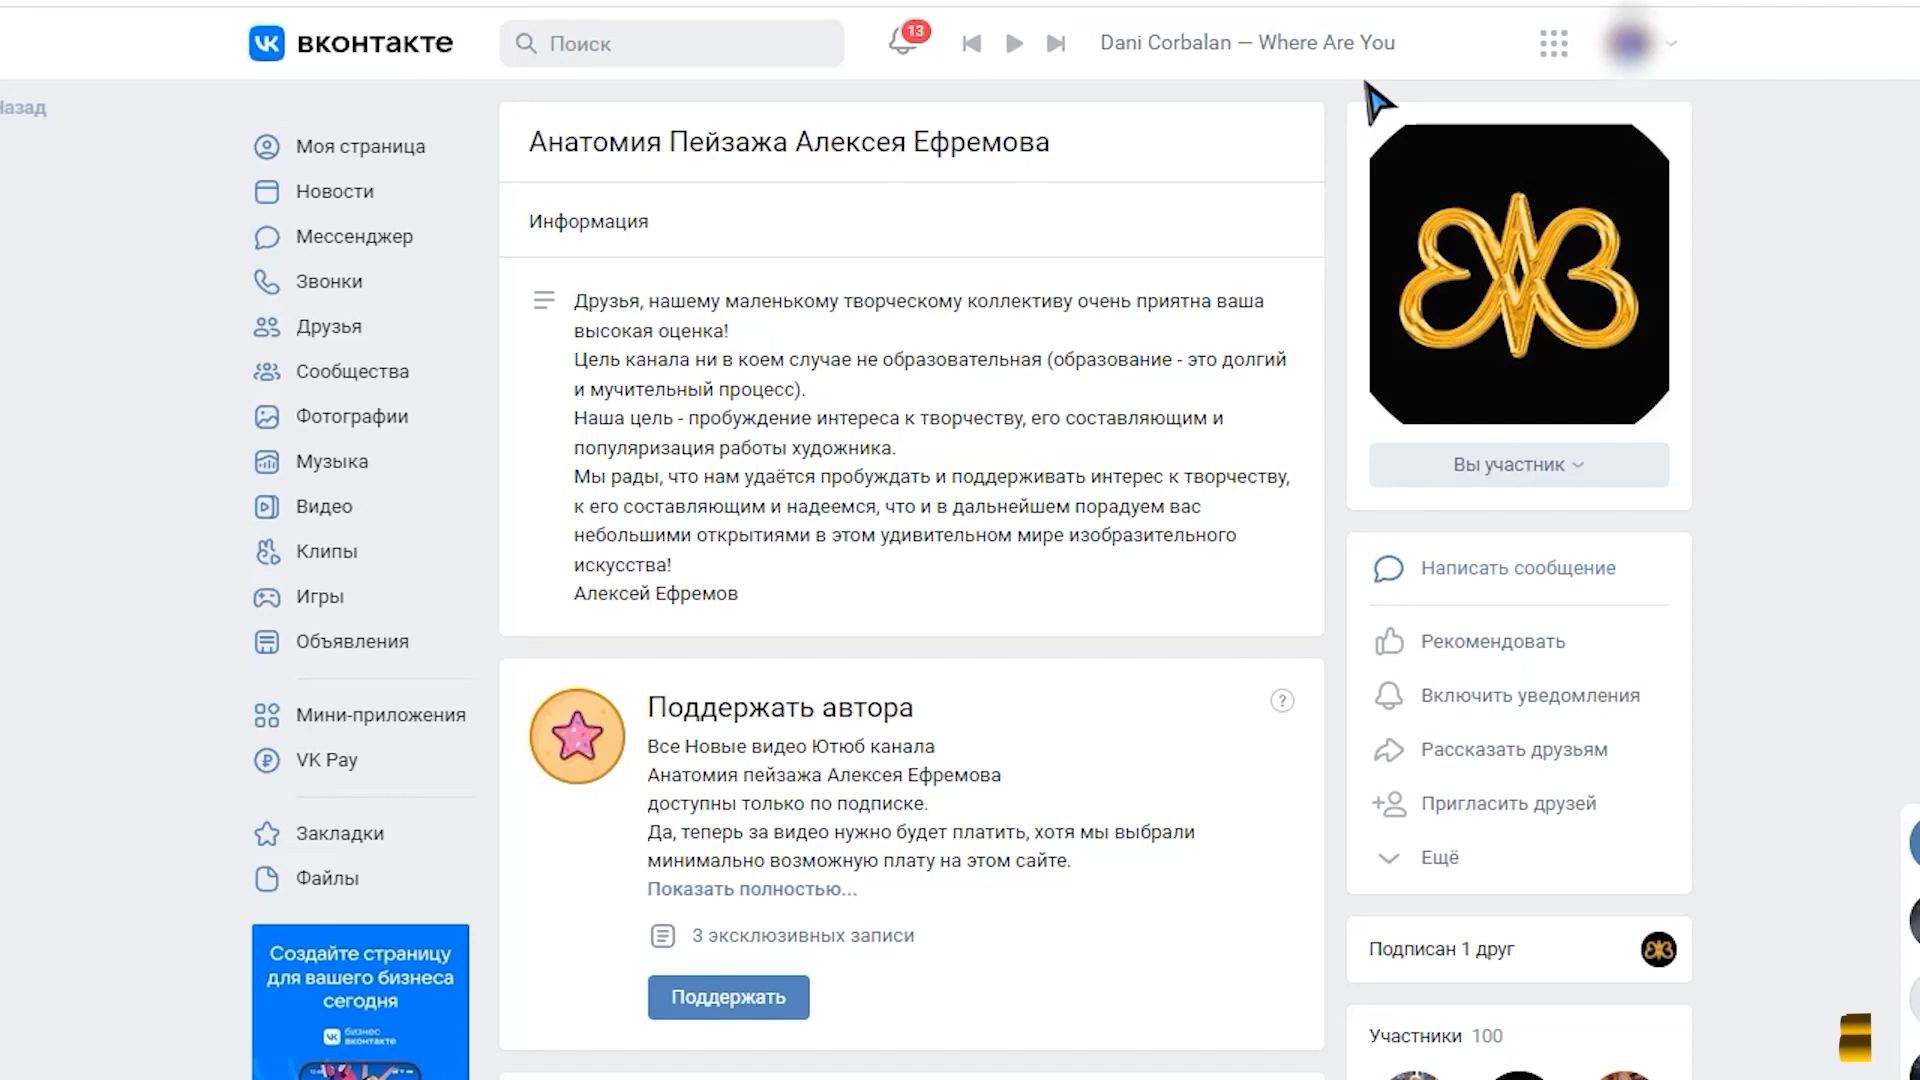 вконтакте
Поиск
13
Dani Corbalan — Where Are You
Назад
Моя страница
Новости
Мессенджер
Звонки
Друзья
Сообщества
Фотографии
Музыка
Видео
Клипы
Игры
Объявления
Мини-приложения
VK Pay
Закладки
Файлы
Создайте страницу
для вашего бизнеса
сегодня
бизнес
вконтакте
Анатомия Пейзажа Алексея Ефремова
Информация
Друзья, нашему маленькому творческому коллективу очень приятна ваша
высокая оценка!
Цель канала ни в коем случае не образовательная (образование - это долгий
и мучительный процесс).
Наша цель - пробуждение интереса к творчеству, его составляющим и
популяризация работы художника.
Мы рады, что нам удаётся пробуждать и поддерживать интерес к творчеству,
к его составляющим и надеемся, что и в дальнейшем порадуем вас
небольшими открытиями в этом удивительном мире изобразительного
искусства!
Алексей Ефремов
Поддержать автора
?
Все Новые видео Ютюб канала
Анатомия пейзажа Алексея Ефремова
доступны только по подписке.
Да, теперь за видео нужно будет платить, хотя мы выбрали
минимально возможную плату на этом сайте.
Показать полностью...
3 эксклюзивных записи
Поддержать
Вы участник
Написать сообщение
Рекомендовать
Включить уведомления
Рассказать друзьям
Пригласить друзей
Ещё
Подписан 1 друг
Участники 100